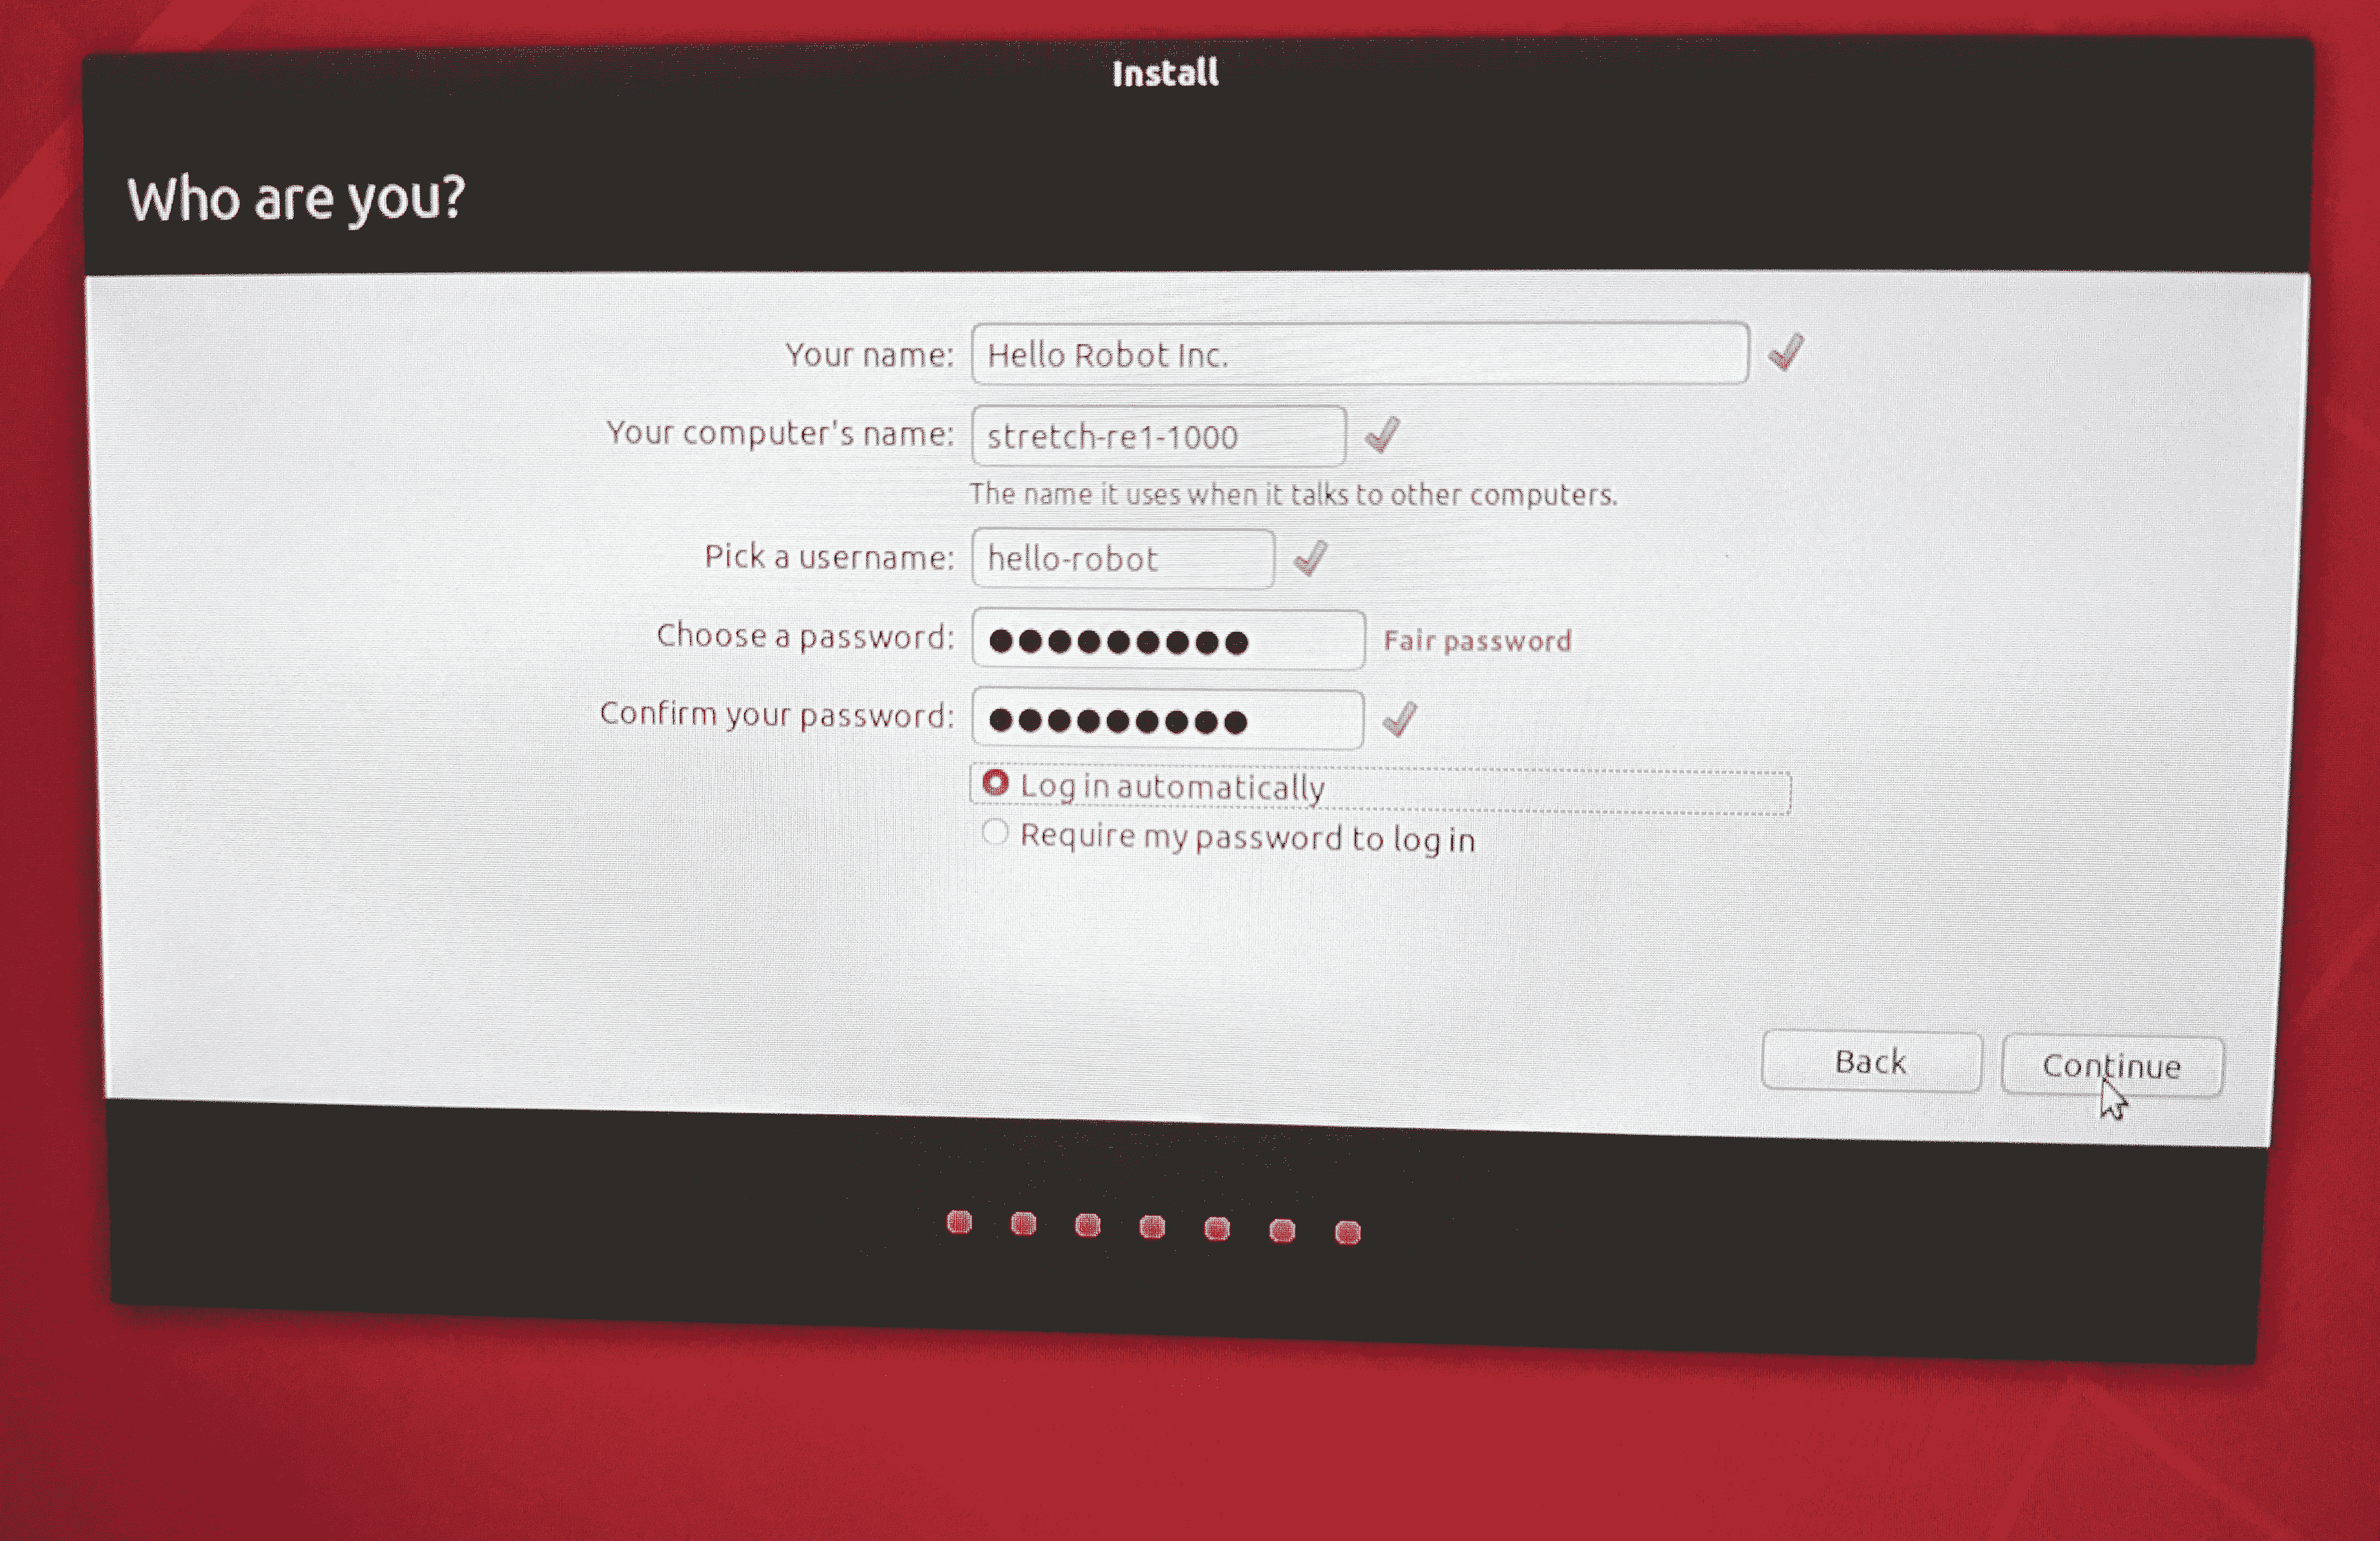 Install
Who are you?
Your name: Hello Robot Inc.
Your computer's name: stretch-re1-1000
The name it uses when it talks to other computers.
Pick a username: hello-robot
Choose a password: ●●●●●●●●● Fair password
Confirm your password: ●●●●●●●●●
Log in automatically
Require my password to log in
Back Continue